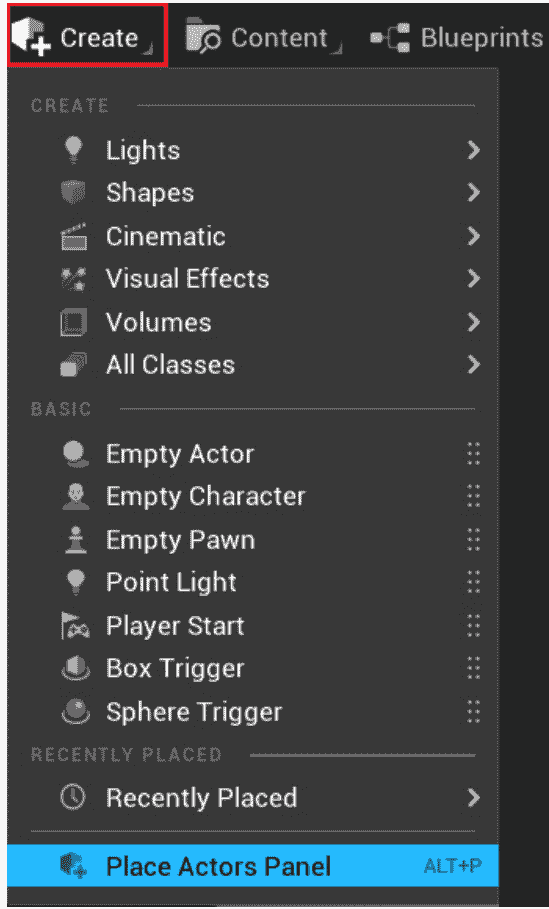 Create Content Blueprints
CREATE
Lights
Shapes
Cinematic
Visual Effects
Volumes
All Classes
BASIC
Empty Actor
Empty Character
Empty Pawn
Point Light
Player Start
Box Trigger
Sphere Trigger
RECENTLY PLACED
Recently Placed
Place Actors Panel ALT+P